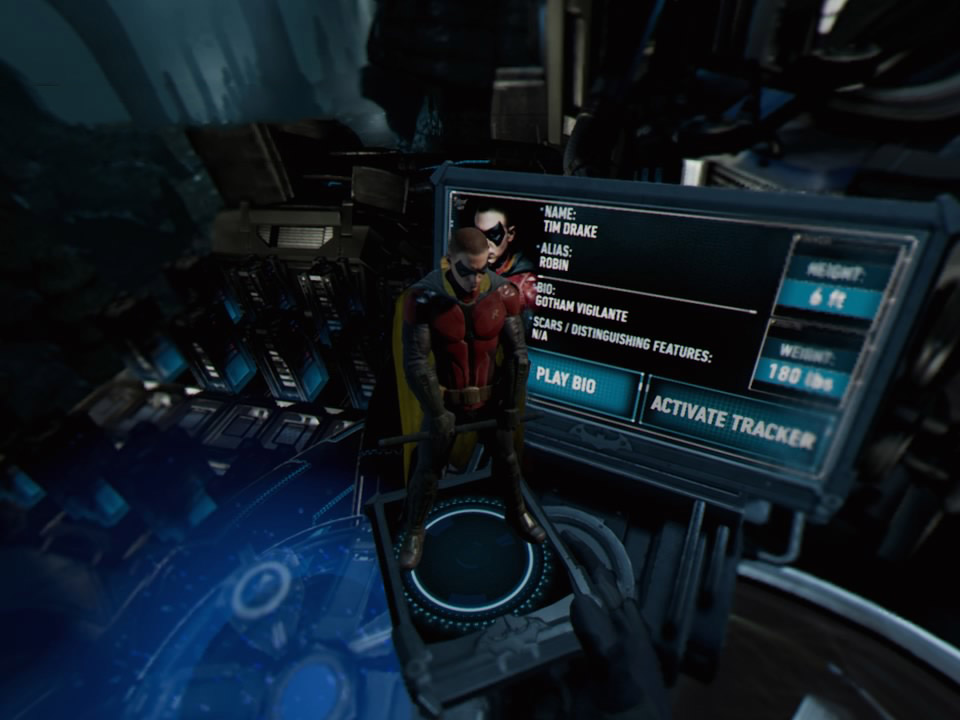 NAME:
TIM DRAKE
ALIAS:
ROBIN
BIO:
GOTHAM VIGILANTE
SCARS / DISTINGUISHING FEATURES:
N/A
PLAY BIO
ACTIVATE TRACKER
HEIGHT:
6 ft
WEIGHT:
180 lbs